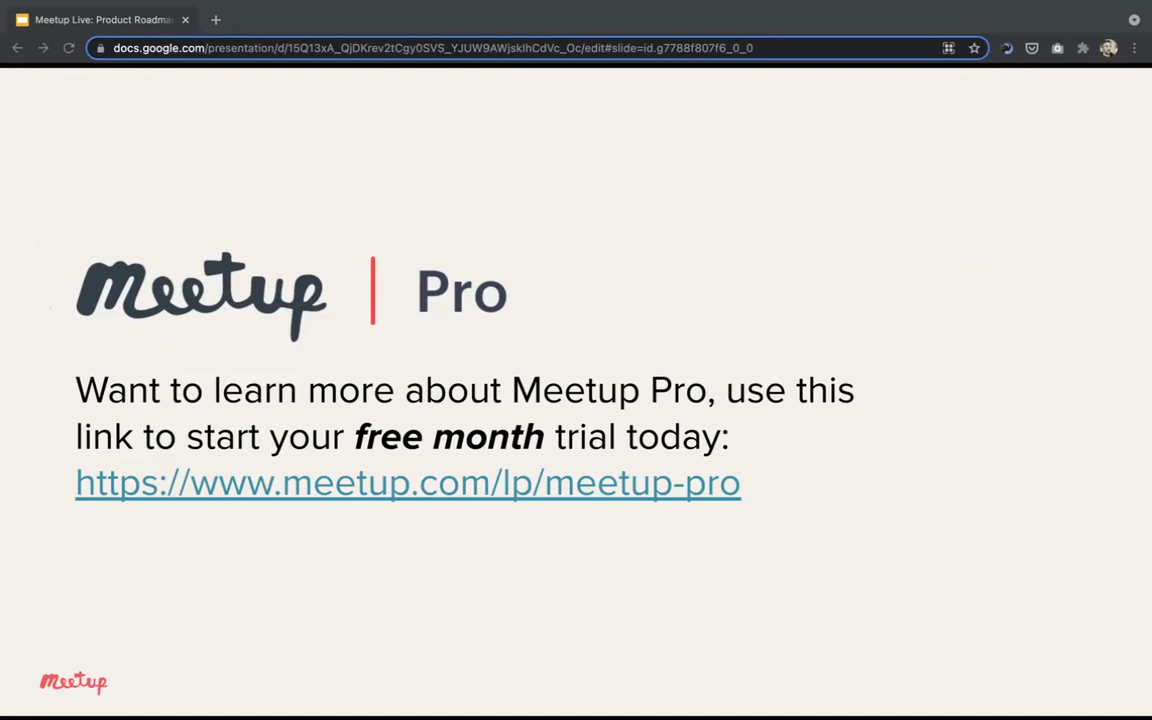 Meetup Live: Product Roadma
docs.google.com/presentation/d/15Q13xA_QjDKrev2tCgy0SVS_YJUW9AWjsklhCdVc_Oc/edit#slide=id.g7788f807f6_0_0
meetup | Pro
Want to learn more about Meetup Pro, use this
link to start your free month trial today:
https://www.meetup.com/lp/meetup-pro
meetup